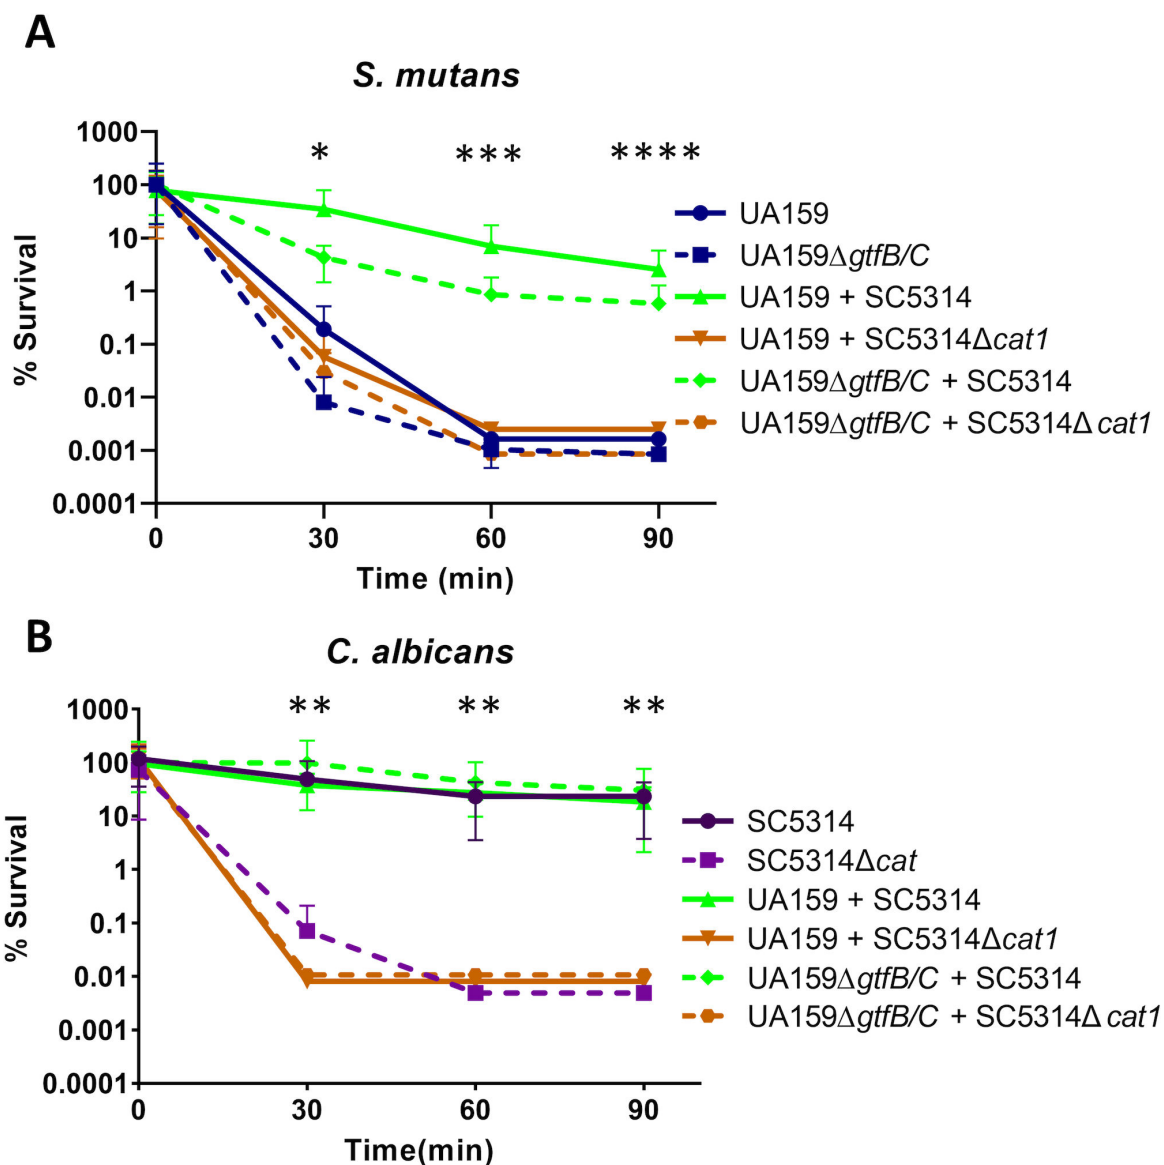 A
S. mutans
% Survival
1000
100
10
1
0.1
0.01
0.001
0.0001
* *** ****
0 30 60 90
Time (min)
UA159
UA159ΔgtfB/C
UA159 + SC5314
UA159 + SC5314Δcat1
UA159ΔgtfB/C + SC5314
UA159ΔgtfB/C + SC5314Δ cat1
B
C. albicans
% Survival
1000
100
10
1
0.1
0.01
0.001
0.0001
** ** **
0 30 60 90
Time(min)
SC5314
SC5314Δcat
UA159 + SC5314
UA159 + SC5314Δcat1
UA159ΔgtfB/C + SC5314
UA159ΔgtfB/C + SC5314Δ cat1